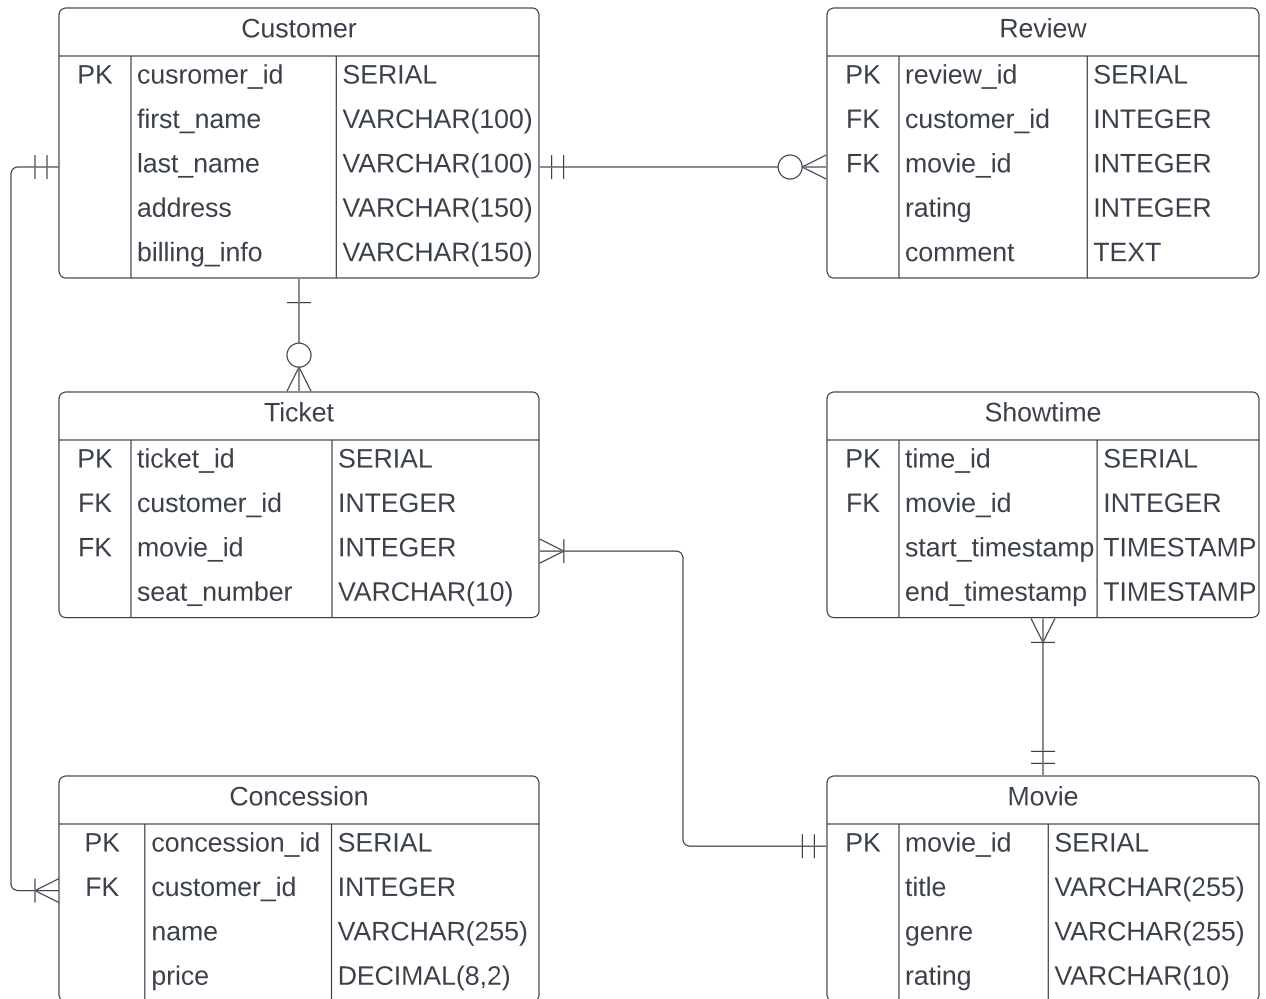 Customer
PK cusromer_id SERIAL
first_name VARCHAR(100)
last_name VARCHAR(100)
address VARCHAR(150)
billing_info VARCHAR(150)
Review
PK review_id SERIAL
FK customer_id INTEGER
FK movie_id INTEGER
rating INTEGER
comment TEXT
Ticket
PK ticket_id SERIAL
FK customer_id INTEGER
FK movie_id INTEGER
seat_number VARCHAR(10)
Showtime
PK time_id SERIAL
FK movie_id INTEGER
start_timestamp TIMESTAMP
end_timestamp TIMESTAMP
Concession
PK concession_id SERIAL
FK customer_id INTEGER
name VARCHAR(255)
price DECIMAL(8,2)
Movie
PK movie_id SERIAL
title VARCHAR(255)
genre VARCHAR(255)
rating VARCHAR(10)